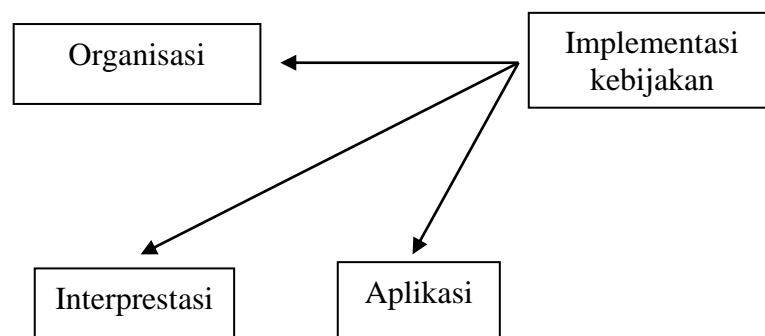 Organisasi
Implementasi
kebijakan
Interprestasi
Aplikasi